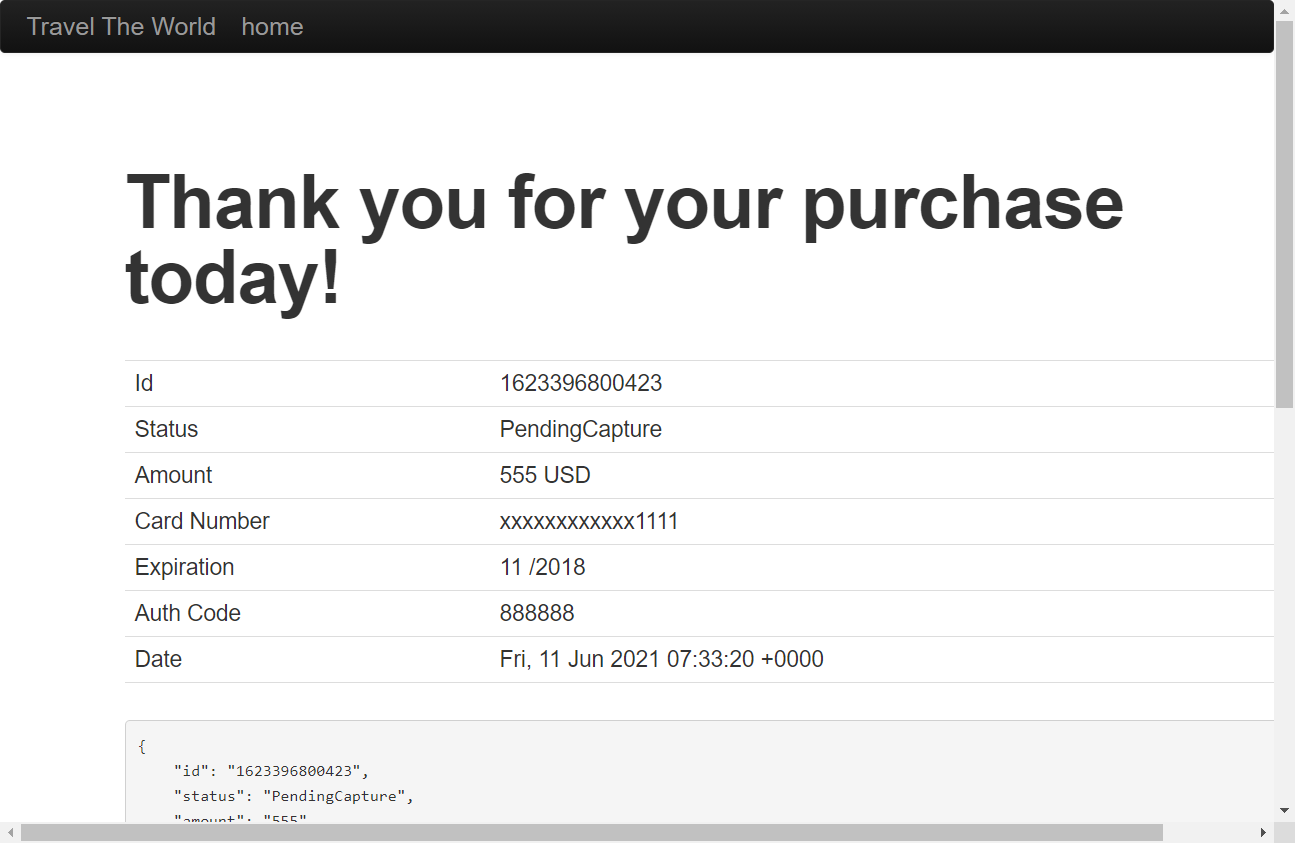 Travel The World home
Thank you for your purchase
today!
Id 1623396800423
Status PendingCapture
Amount 555 USD
Card Number xxxxxxxxxxxx1111
Expiration 11 /2018
Auth Code 888888
Date Fri, 11 Jun 2021 07:33:20 +0000
{
"id": "1623396800423",
"status": "PendingCapture",
"amount": "555"